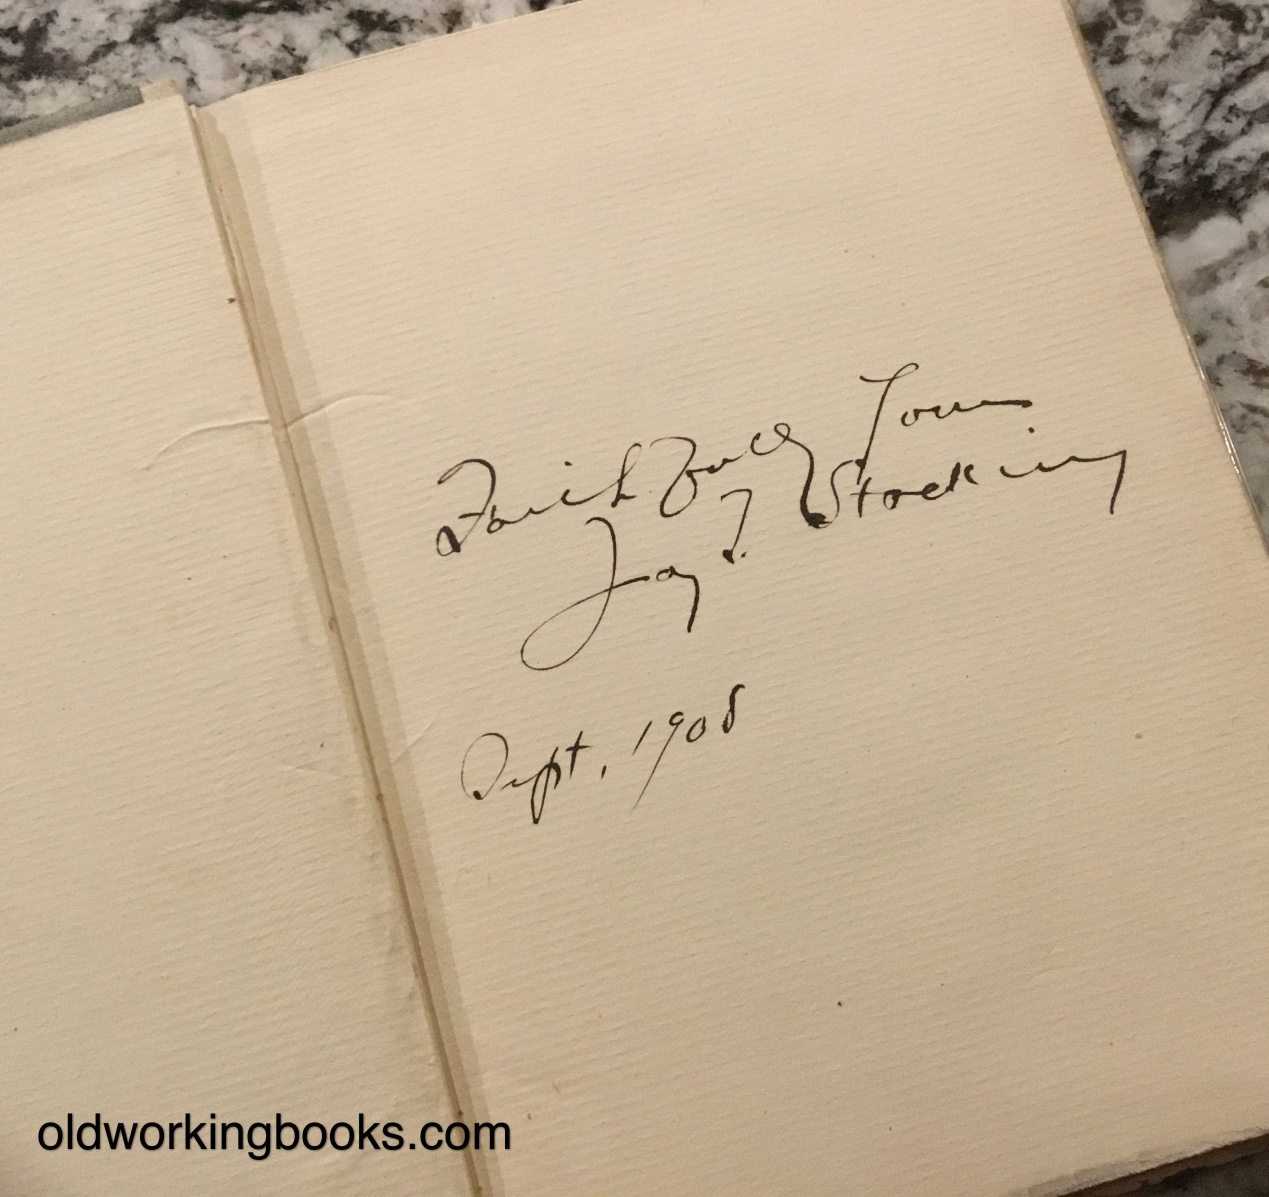 Faithfully Yours
Jay T. Stocking
Sept, 1908
oldworkingbooks.com